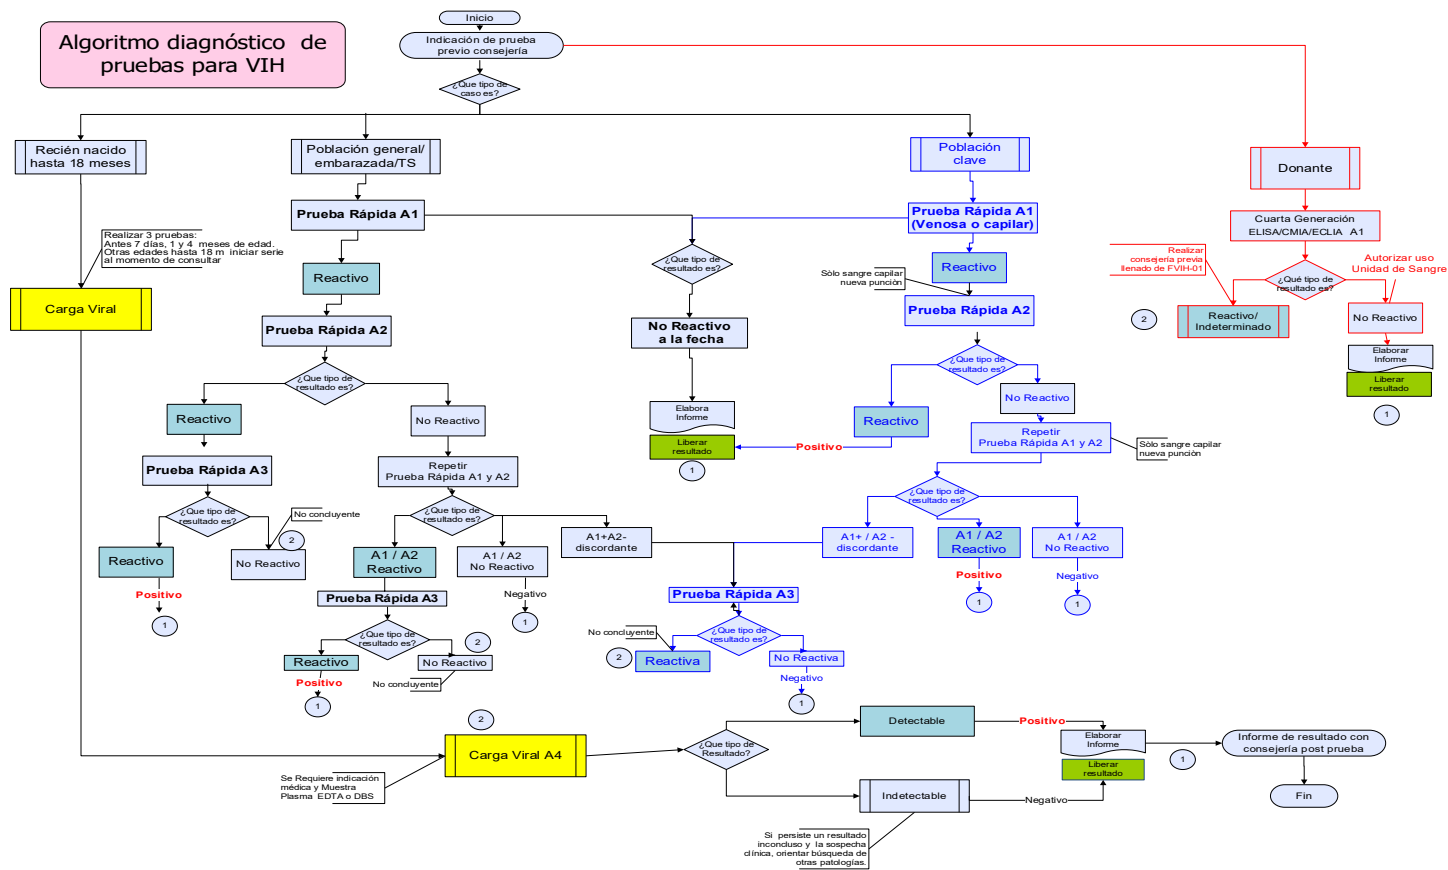 Inicio
Algoritmo diagnóstico de
pruebas para VIH
Indicación de prueba
previo consejería
¿Que tipo de
caso es?
Recién nacido
hasta 18 meses
Población general/
embarazada/TS
Población
clave
Donante
Prueba Rápida A1
Prueba Rápida A1
(Venosa o capilar)
Cuarta Generación
ELISA/CMIA/ECLIA A1
Realizar 3 pruebas:
Antes 7 días, 1 y 4 meses de edad.
Otras edades hasta 18 m iniciar serie
al momento de consultar
Reactivo
¿Que tipo de
resultado es?
Reactivo
Sólo sangre capilar
nueva punción
Realizar
consejería previa
llenado de FVIH-01
¿Qué tipo de
resultado es?
Autorizar uso
Unidad de Sangre
Carga Viral
Prueba Rápida A2
No Reactivo
a la fecha
Prueba Rápida A2
2
Reactivo/
Indeterminado
No Reactivo
Elaborar
Informe
Liberar
resultado
1
¿Que tipo de
resultado es?
¿Que tipo de
resultado es?
Reactivo
No Reactivo
Elabora
Informe
Liberar
resultado
1
Positivo
Reactivo
No Reactivo
Repetir
Prueba Rápida A1 y A2
Sólo sangre capilar
nueva punción
Prueba Rápida A3
Repetir
Prueba Rápida A1 y A2
¿Que tipo de
resultado es?
No concluyente
2
¿Que tipo de
resultado es?
¿Que tipo de
resultado es?
Reactivo
No Reactivo
A1 / A2
Reactivo
A1 / A2
No Reactivo
A1+A2-
discordante
A1+ / A2 -
discordante
A1 / A2
Reactivo
A1 / A2
No Reactivo
Positivo
1
Prueba Rápida A3
Negativo
1
Prueba Rápida A3
Positivo
1
Negativo
1
¿Que tipo de
resultado es?
2
No concluyente
¿Que tipo de
resultado es?
Reactivo
No Reactivo
2
Reactiva
No Reactiva
Positivo
1
No concluyente
Negativo
1
2
Carga Viral A4
Se Requiere indicación
médica y Muestra
Plasma EDTA o DBS
¿Que tipo de
Resultado?
Detectable
Positivo
Elaborar
Informe
Liberar
resultado
1
Informe de resultado con
consejería post prueba
Indetectable
Negativo
Fin
Si persiste un resultado
inconcluso y la sospecha
clínica, orientar búsqueda de
otras patologías.